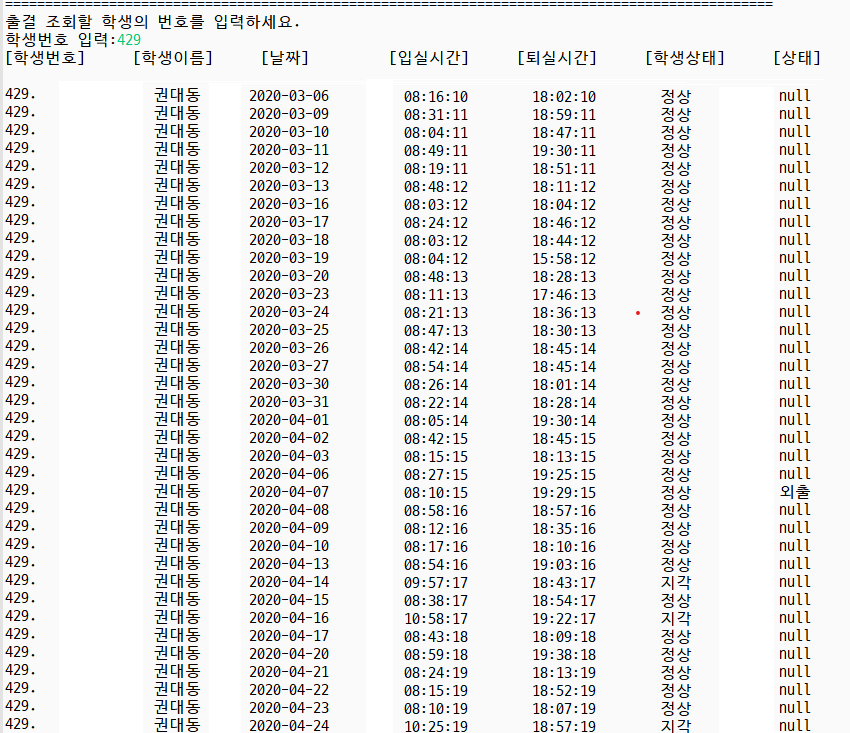 ================================================================================================
출결 조회할 학생의 번호를 입력하세요.
학생번호 입력:429
[학생번호] [학생이름] [날짜] [입실시간] [퇴실시간] [학생상태] [상태]
429. 권대동 2020-03-06 08:16:10 18:02:10 정상 null
429. 권대동 2020-03-09 08:31:11 18:59:11 정상 null
429. 권대동 2020-03-10 08:04:11 18:47:11 정상 null
429. 권대동 2020-03-11 08:49:11 19:30:11 정상 null
429. 권대동 2020-03-12 08:19:11 18:51:11 정상 null
429. 권대동 2020-03-13 08:48:12 18:11:12 정상 null
429. 권대동 2020-03-16 08:03:12 18:04:12 정상 null
429. 권대동 2020-03-17 08:24:12 18:46:12 정상 null
429. 권대동 2020-03-18 08:03:12 18:44:12 정상 null
429. 권대동 2020-03-19 08:04:12 15:58:12 정상 null
429. 권대동 2020-03-20 08:48:13 18:28:13 정상 null
429. 권대동 2020-03-23 08:11:13 17:46:13 정상 null
429. 권대동 2020-03-24 08:21:13 18:36:13 정상 null
429. 권대동 2020-03-25 08:47:13 18:30:13 정상 null
429. 권대동 2020-03-26 08:42:14 18:45:14 정상 null
429. 권대동 2020-03-27 08:54:14 18:45:14 정상 null
429. 권대동 2020-03-30 08:26:14 18:01:14 정상 null
429. 권대동 2020-03-31 08:22:14 18:28:14 정상 null
429. 권대동 2020-04-01 08:05:14 19:30:14 정상 null
429. 권대동 2020-04-02 08:42:15 18:45:15 정상 null
429. 권대동 2020-04-03 08:15:15 18:13:15 정상 null
429. 권대동 2020-04-06 08:27:15 19:25:15 정상 null
429. 권대동 2020-04-07 08:10:15 19:29:15 정상 외출
429. 권대동 2020-04-08 08:58:16 18:57:16 정상 null
429. 권대동 2020-04-09 08:12:16 18:35:16 정상 null
429. 권대동 2020-04-10 08:17:16 18:10:16 정상 null
429. 권대동 2020-04-13 08:54:16 19:03:16 정상 null
429. 권대동 2020-04-14 09:57:17 18:43:17 지각 null
429. 권대동 2020-04-15 08:38:17 18:54:17 정상 null
429. 권대동 2020-04-16 10:58:17 19:22:17 지각 null
429. 권대동 2020-04-17 08:43:18 18:09:18 정상 null
429. 권대동 2020-04-20 08:59:18 19:38:18 정상 null
429. 권대동 2020-04-21 08:24:19 18:13:19 정상 null
429. 권대동 2020-04-22 08:15:19 18:52:19 정상 null
429. 권대동 2020-04-23 08:10:19 18:07:19 정상 null
429. 권대동 2020-04-24 10:25:19 18:57:19 지각 null